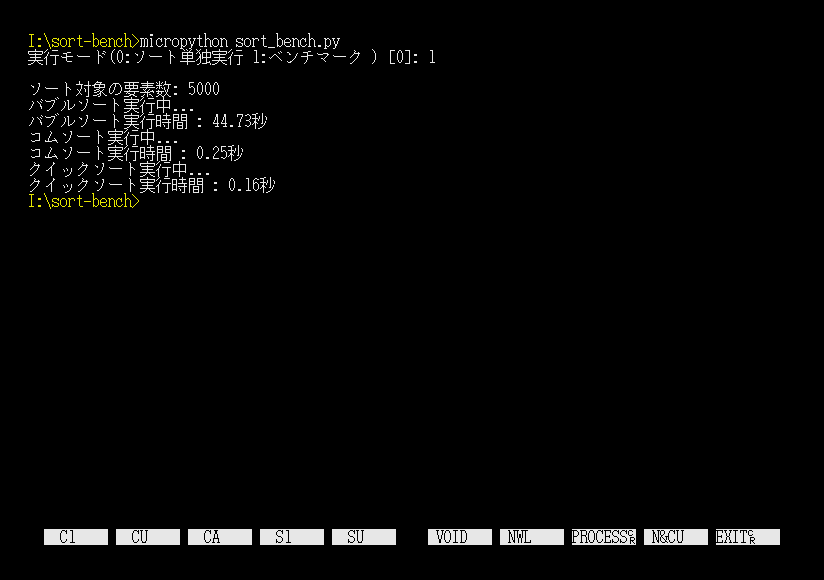 I:\sort-bench>micropython sort_bench.py
実行モード(0:ソート単独実行 1:ベンチマーク ) [0]: 1
ソート対象の要素数: 5000
バブルソート実行中...
バブルソート実行時間 : 44.73秒
コムソート実行中...
コムソート実行時間 : 0.25秒
クイックソート実行中...
クイックソート実行時間 : 0.16秒
I:\sort-bench>
C1 CU CA S1 SU VOID NWL PROCESS␍ N&CU EXIT␍